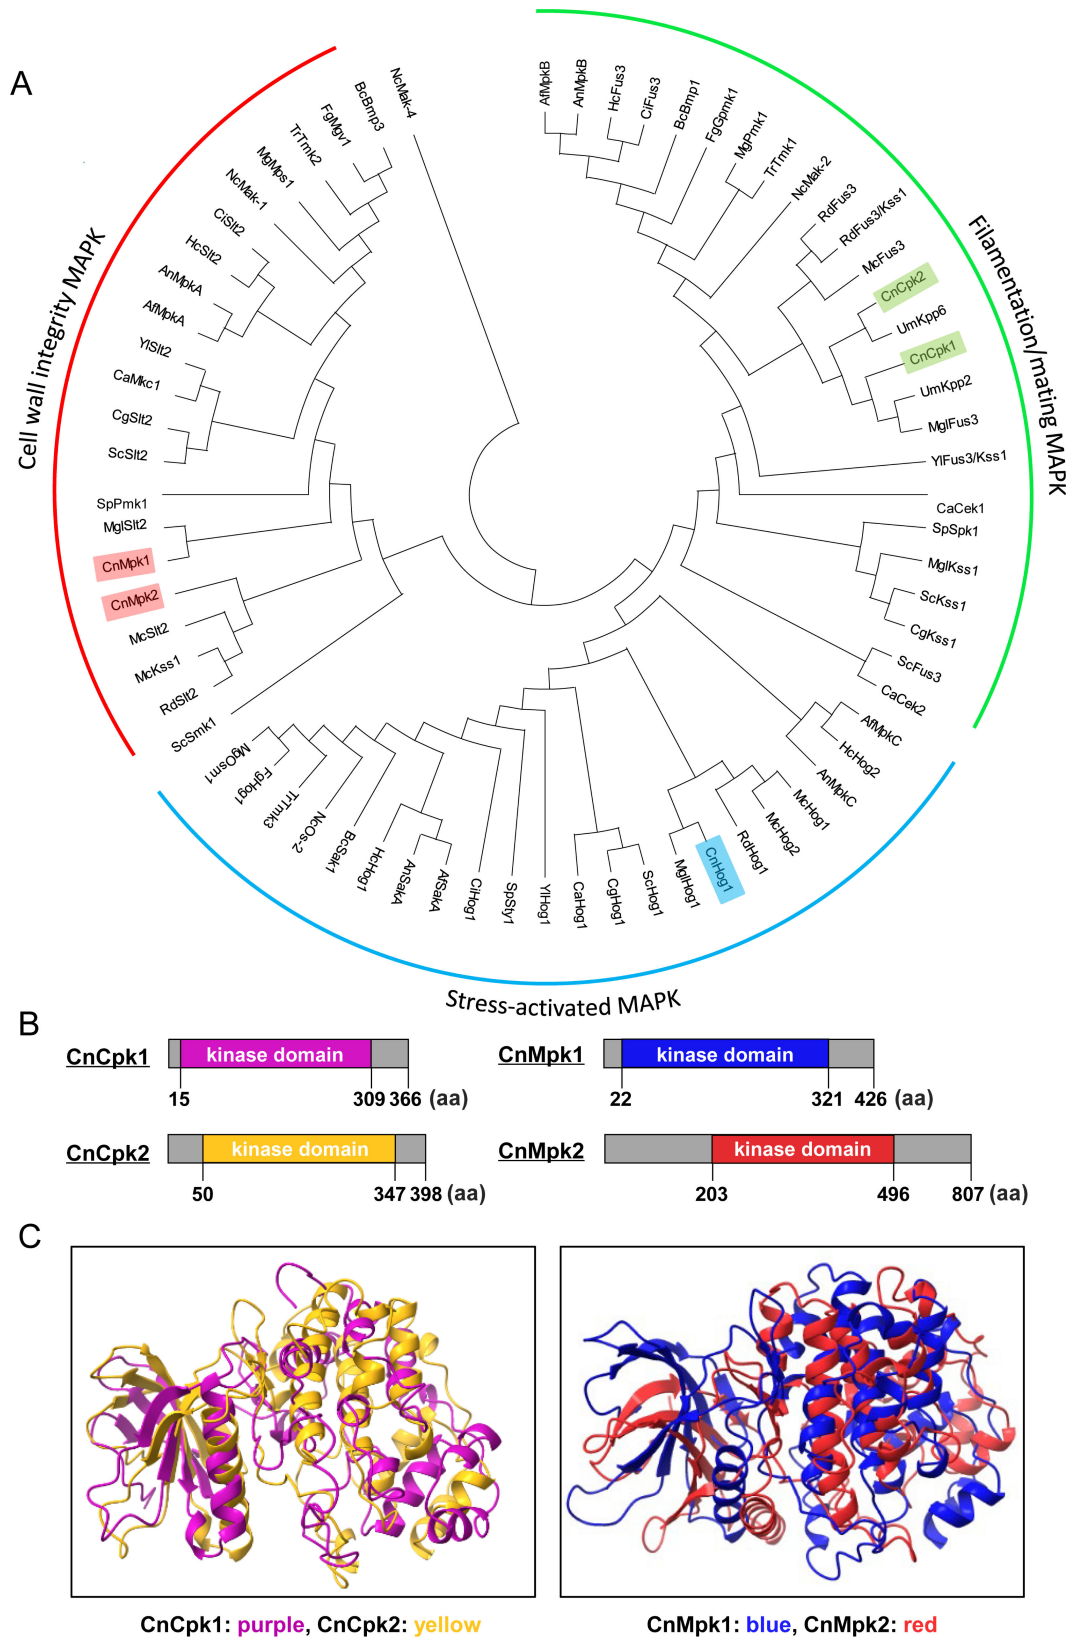 A
NcMak-4
BcBmp3
FgMgv1
TrTmk2
MgMps1
NcMak-1
CiSlt2
HcSlt2
AnMpkA
AfMpkA
YlSlt2
CaMkc1
CgSlt2
ScSlt2
SpPmk1
MglSlt2
CnMpk1
CnMpk2
McSlt2
McKss1
RdSlt2
ScSmk1
Cell wall integrity MAPK
AfMpkB
AnMpkB
HcFus3
CiFus3
BcBmp1
FgGpmk1
MgPmk1
TrTmk1
NcMak-2
RdFus3
RdFus3/Kss1
McFus3
CnCpk2
UmKpp6
CnCpk1
UmKpp2
MglFus3
YlFus3/Kss1
CaCek1
SpSpk1
MglKss1
ScKss1
CgKss1
ScFus3
CaCek2
Filamentation/mating MAPK
AfMpkC
HcHog2
AnMpkC
McHog1
McHog2
RdHog1
CnHog1
MglHog1
ScHog1
CgHog1
CaHog1
YlHog1
SpSty1
CiHog1
AfSakA
AnSakA
HcHog1
BcSak1
NcOs-2
TrTmk3
FgHog1
MgOsm1
Stress-activated MAPK
B
CnCpk1 kinase domain
15 309 366 (aa)
CnMpk1 kinase domain
22 321 426 (aa)
CnCpk2 kinase domain
50 347 398 (aa)
CnMpk2 kinase domain
203 496 807 (aa)
C
CnCpk1: purple, CnCpk2: yellow
CnMpk1: blue, CnMpk2: red